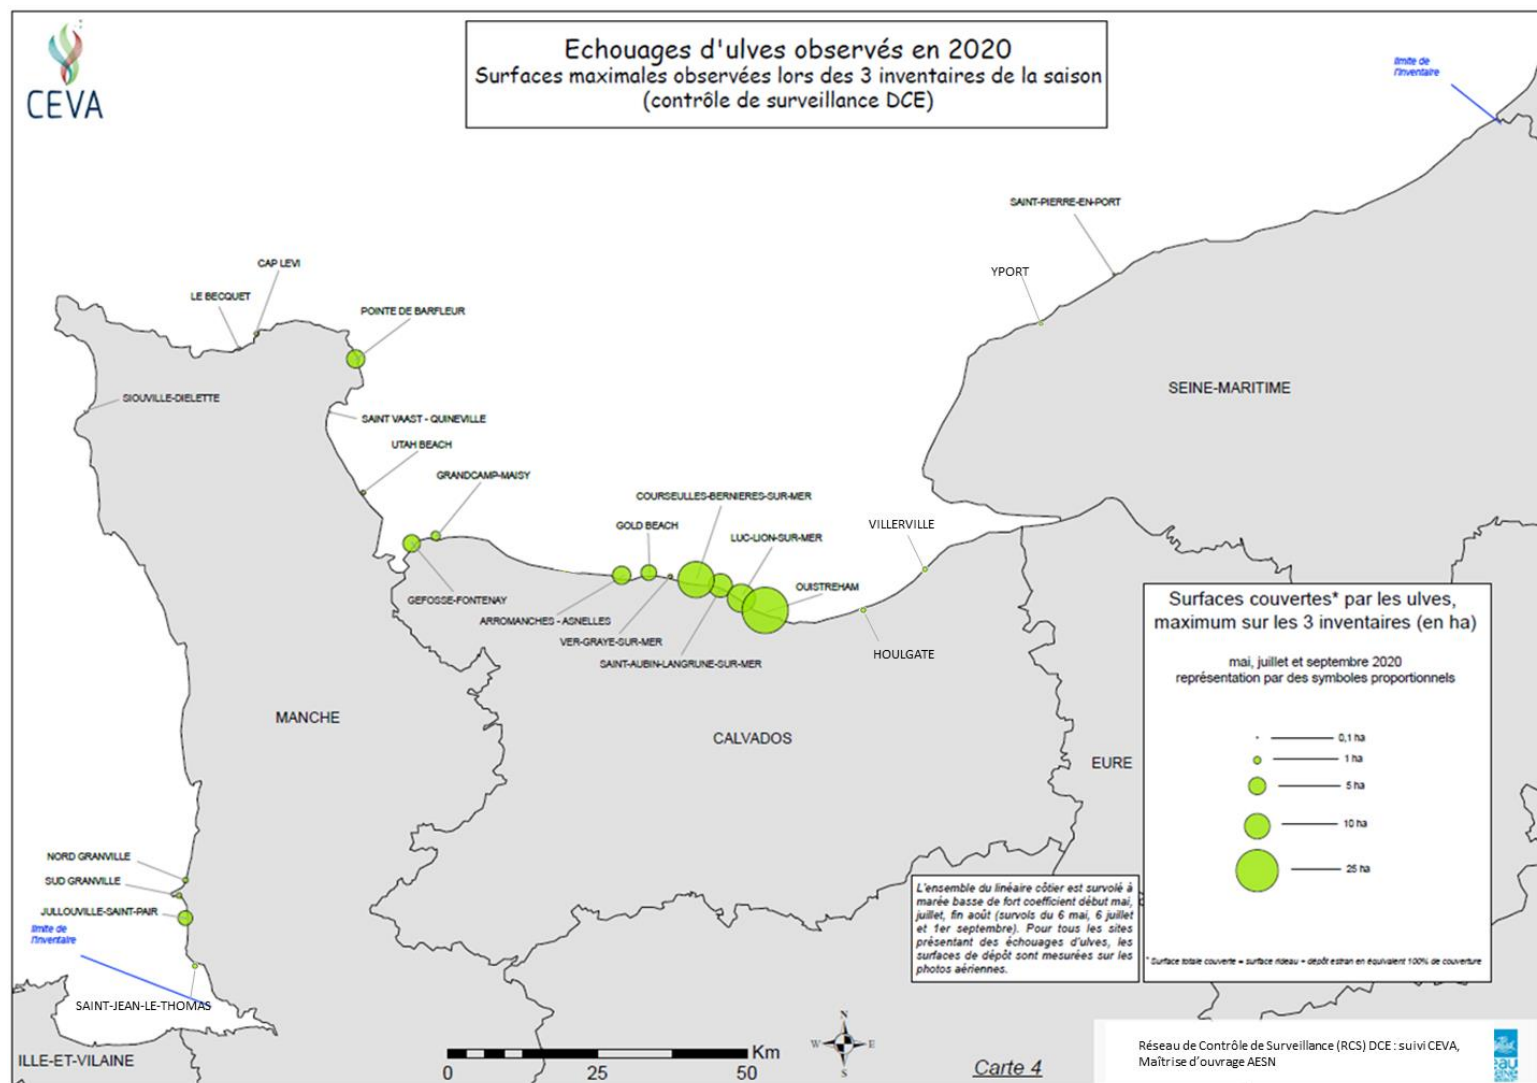 CEVA
Echouages d'ulves observés en 2020
Surfaces maximales observées lors des 3 inventaires de la saison
(contrôle de surveillance DCE)
limite de
l'inventaire
SAINT-PIERRE-EN-PORT
YPORT
CAP LEVI
LE BECQUET
POINTE DE BARFLEUR
SEINE-MARITIME
SIOUVILLE-DIELETTE
SAINT VAAST - QUINEVILLE
UTAH BEACH
GRANDCAMP-MAISY
COURSEULLES-BERNIERES-SUR-MER
GOLD BEACH
VILLERVILLE
LUC-LION-SUR-MER
OUISTREHAM
GEFOSSE-FONTENAY
ARROMANCHES - ASNELLES
VER-GRAYE-SUR-MER
SAINT-AUBIN-LANGRUNE-SUR-MER
HOULGATE
MANCHE
CALVADOS
EURE
Surfaces couvertes* par les ulves,
maximum sur les 3 inventaires (en ha)
mai, juillet et septembre 2020
représentation par des symboles proportionnels
0,1 ha
1 ha
5 ha
10 ha
25 ha
* Surface totale couverte = surface rideau + dépôt estran en équivalent 100% de couverture
NORD GRANVILLE
SUD GRANVILLE
JULLOUVILLE-SAINT-PAIR
limite de
l'inventaire
SAINT-JEAN-LE-THOMAS
ILLE-ET-VILAINE
L'ensemble du linéaire côtier est survolé à
marée basse de fort coefficient début mai,
juillet, fin août (survols du 6 mai, 6 juillet
et 1er septembre). Pour tous les sites
présentant des échouages d'ulves, les
surfaces de dépôt sont mesurées sur les
photos aériennes.
0 25 50 Km
N
W E
S
Carte 4
Réseau de Contrôle de Surveillance (RCS) DCE : suivi CEVA,
Maîtrise d'ouvrage AESN